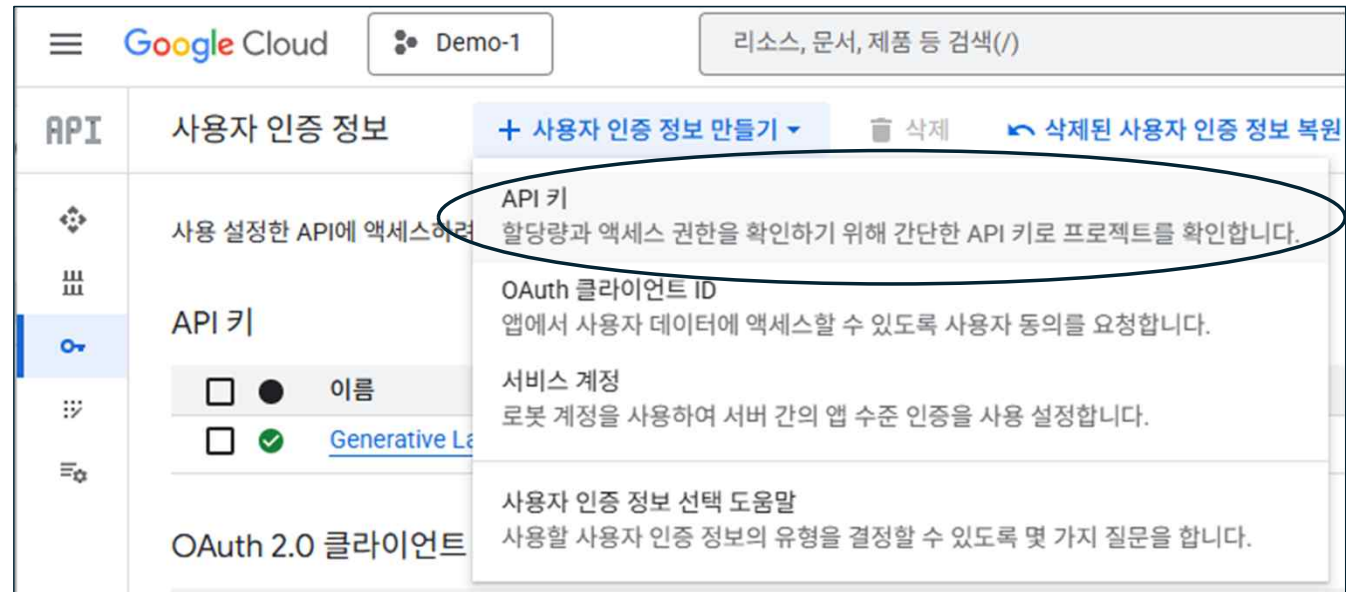 Google Cloud
Demo-1
리소스, 문서, 제품 등 검색(/)
API
사용자 인증 정보
+ 사용자 인증 정보 만들기
삭제
삭제된 사용자 인증 정보 복원
API 키
할당량과 액세스 권한을 확인하기 위해 간단한 API 키로 프로젝트를 확인합니다.
사용 설정한 API에 액세스하려
OAuth 클라이언트 ID
앱에서 사용자 데이터에 액세스할 수 있도록 사용자 동의를 요청합니다.
API 키
서비스 계정
로봇 계정을 사용하여 서버 간의 앱 수준 인증을 사용 설정합니다.
이름
Generative La
사용자 인증 정보 선택 도움말
사용할 사용자 인증 정보의 유형을 결정할 수 있도록 몇 가지 질문을 합니다.
OAuth 2.0 클라이언트